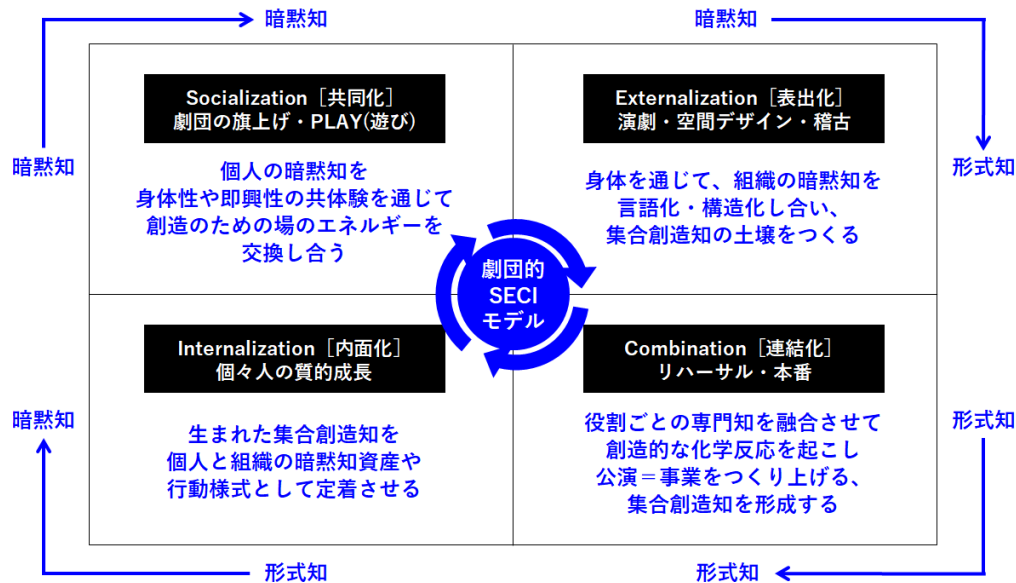 暗黙知
暗黙知
暗黙知
形式知
Socialization［共同化］
劇団の旗上げ・PLAY(遊び)
個人の暗黙知を
身体性や即興性の共体験を通じて
創造のための場のエネルギーを
交換し合う
Externalization［表出化］
演劇・空間デザイン・稽古
身体を通じて、組織の暗黙知を
言語化・構造化し合い、
集合創造知の土壌をつくる
劇団的
SECI
モデル
Internalization［内面化］
個々人の質的成長
生まれた集合創造知を
個人と組織の暗黙知資産や
行動様式として定着させる
Combination［連結化］
リハーサル・本番
役割ごとの専門知を融合させて
創造的な化学反応を起こし
公演＝事業をつくり上げる、
集合創造知を形成する
暗黙知
形式知
形式知
形式知